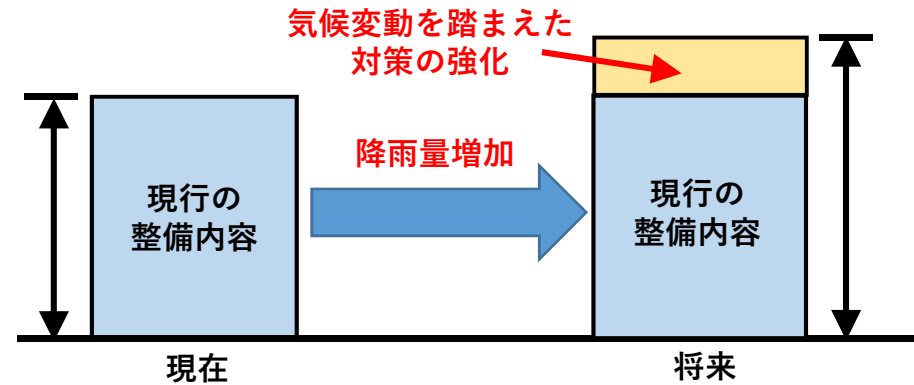 気候変動を踏まえた
対策の強化
降雨量増加
現行の
整備内容
現行の
整備内容
現在
将来